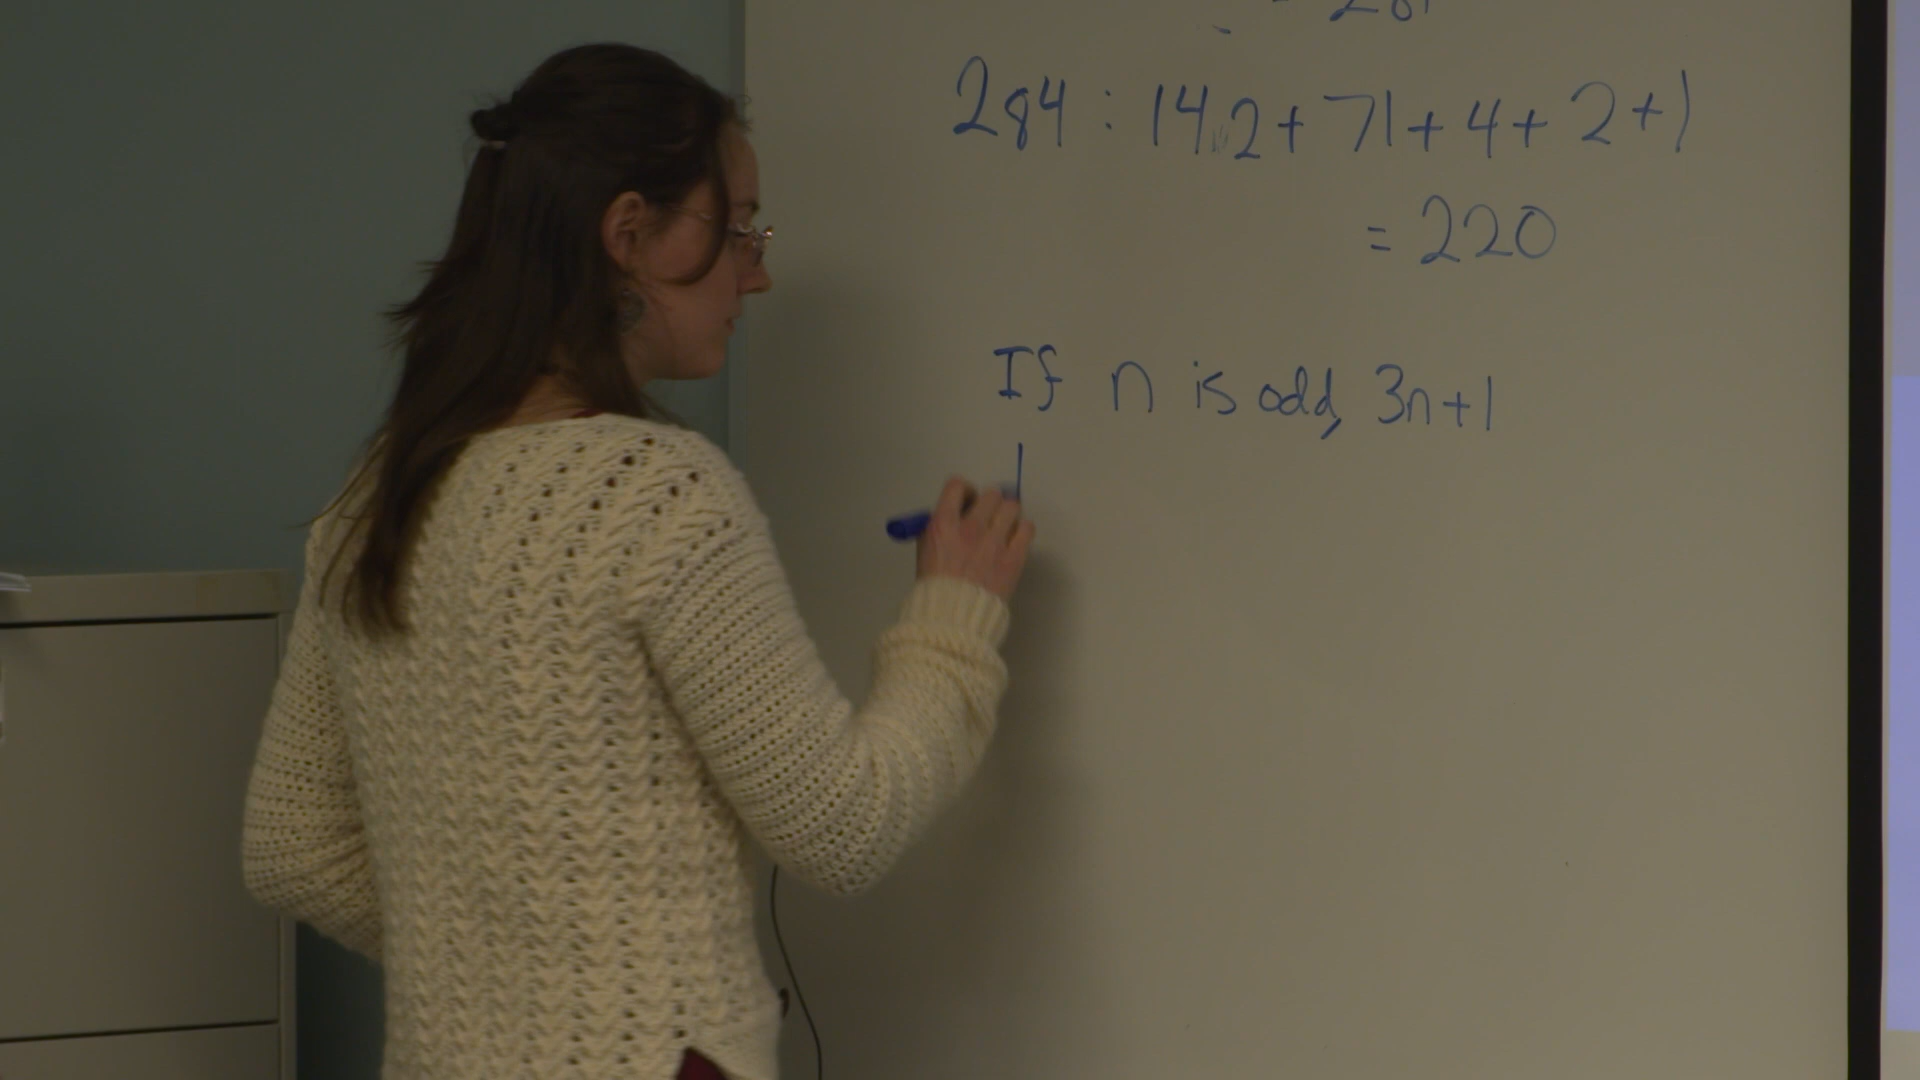 284 : 142 + 71 + 4 + 2 + 1
= 220
If n is odd, 3n+1